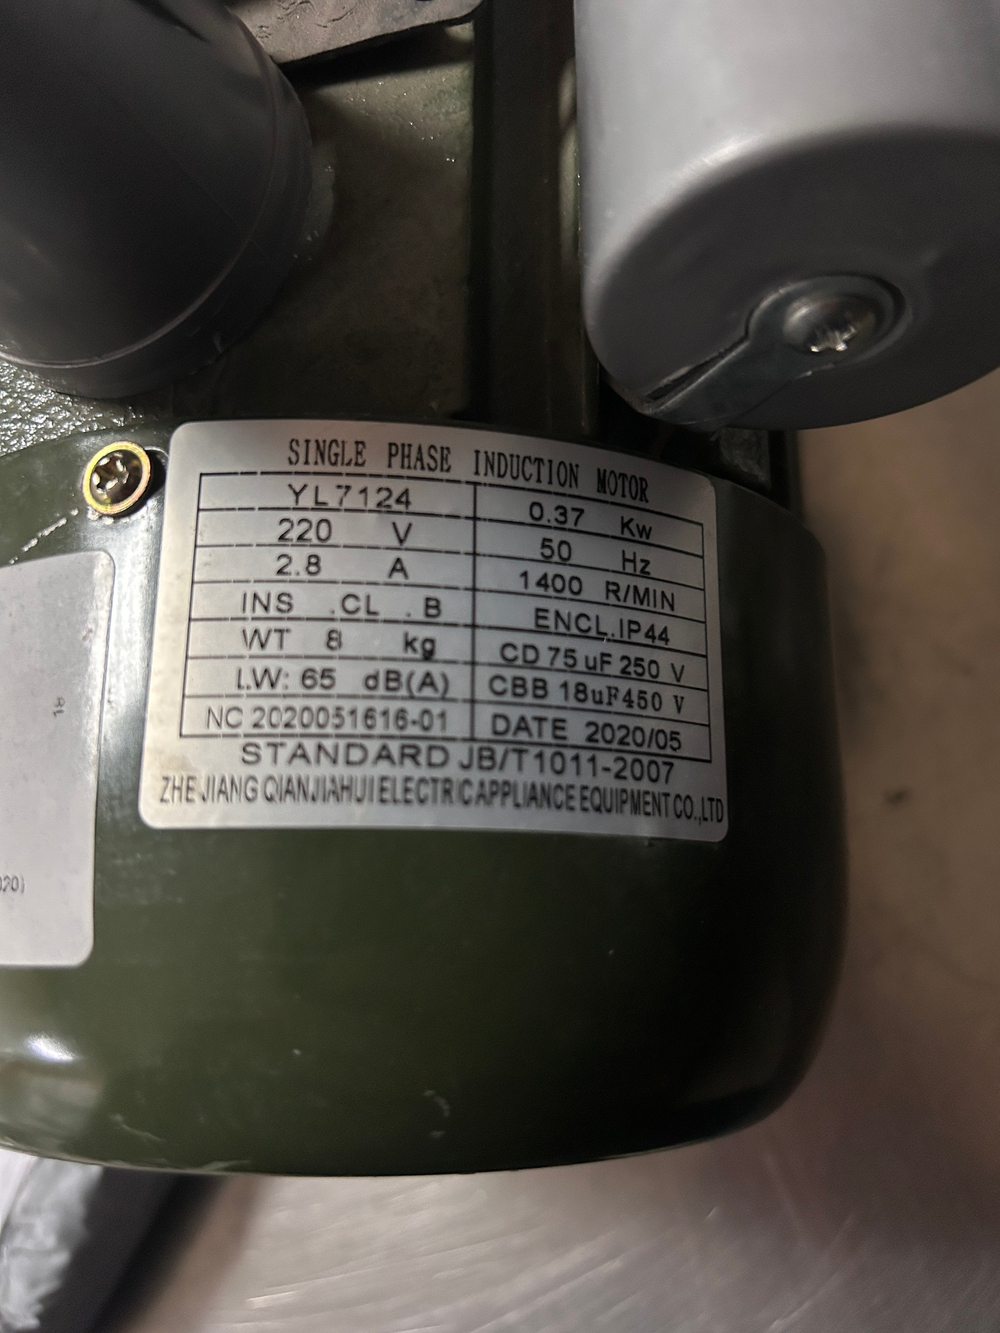 SINGLE PHASE INDUCTION MOTOR
YL7124 0.37 Kw
220 V 50 Hz
2.8 A 1400 R/MIN
INS .CL .B ENCL.IP44
WT 8 kg CD 75 uF 250 V
LW: 65 dB(A) CBB 18uF450 V
NC 2020051616-01 DATE 2020/05
STANDARD JB/T1011-2007
ZHE JIANG QIANJIAHUI ELECTRIC APPLIANCE EQUIPMENT CO.,LTD
18
020)